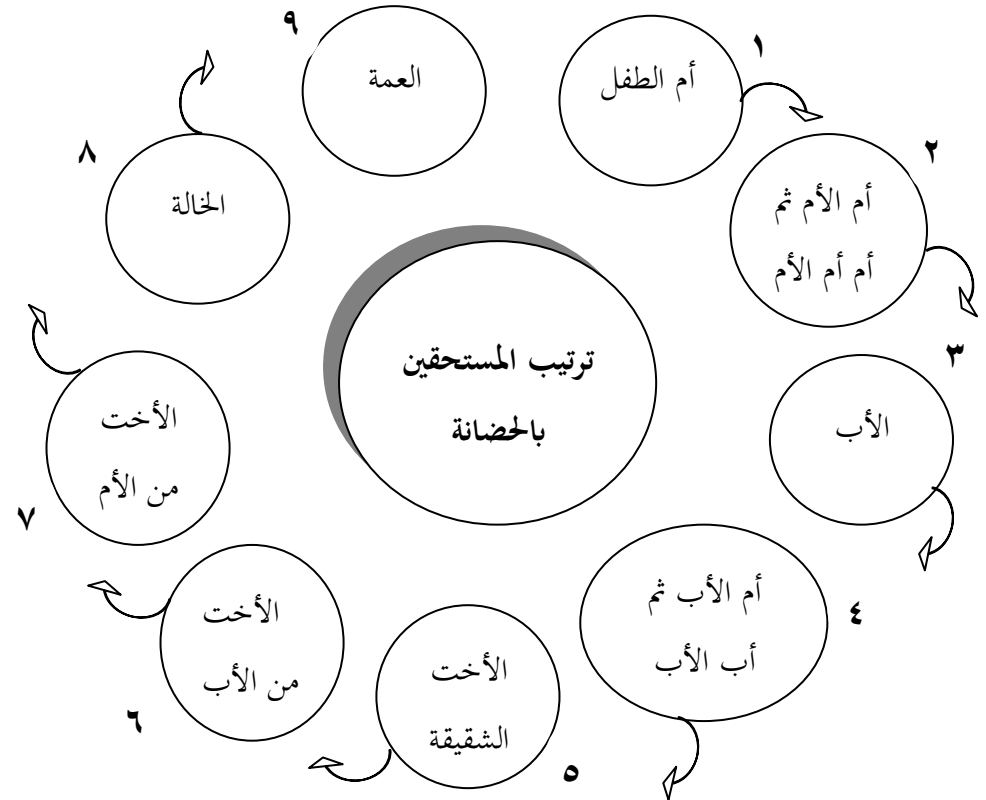 ترتيب المستحقين
بالحضانة
١
أم الطفل
٢
أم الأم ثم
أم أم الأم
٣
الأب
٤
أم الأب ثم
أب الأب
٥
الأخت
الشقيقة
٦
الأخت
من الأب
٧
الأخت
من الأم
٨
الخالة
٩
العمة